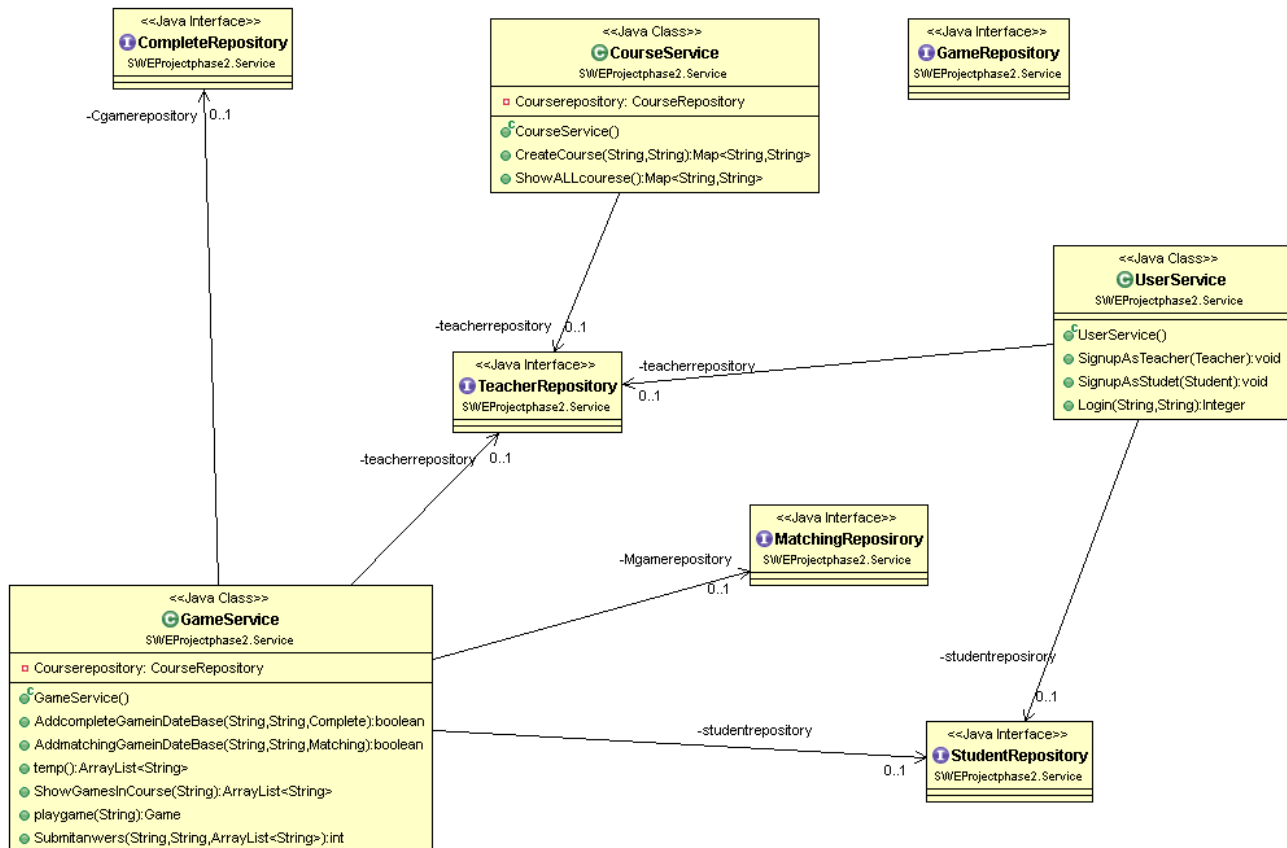 <<Java Interface>>
CompleteRepository
SWEProjectphase2.Service
-Cgamerepository
0..1
<<Java Class>>
CourseService
SWEProjectphase2.Service
Courserepository: CourseRepository
CourseService()
CreateCourse(String,String):Map<String,String>
ShowALLcourese():Map<String,String>
<<Java Interface>>
GameRepository
SWEProjectphase2.Service
-teacherrepository
0..1
<<Java Interface>>
TeacherRepository
SWEProjectphase2.Service
-teacherrepository
0..1
<<Java Class>>
UserService
SWEProjectphase2.Service
UserService()
SignupAsTeacher(Teacher):void
SignupAsStudet(Student):void
Login(String,String):Integer
-teacherrepository
0..1
-Mgamerepository
0..1
<<Java Interface>>
MatchingReposirory
SWEProjectphase2.Service
<<Java Class>>
GameService
SWEProjectphase2.Service
Courserepository: CourseRepository
GameService()
AddcompleteGameinDateBase(String,String,Complete):boolean
AddmatchingGameinDateBase(String,String,Matching):boolean
temp():ArrayList<String>
ShowGamesInCourse(String):ArrayList<String>
playgame(String):Game
Submitanwers(String,String,ArrayList<String>):int
-studentrepository
0..1
-studentreposirory
0..1
<<Java Interface>>
StudentRepository
SWEProjectphase2.Service